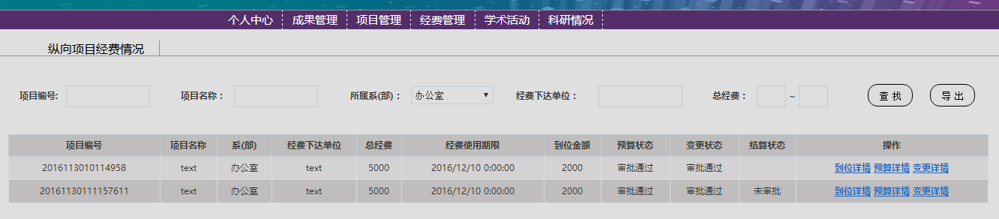 个人中心 成果管理 项目管理 经费管理 学术活动 科研情况
纵向项目经费情况
项目编号: 项目名称： 所属系(部)： 办公室 经费下达单位： 总经费： ~ 查 找 导 出
项目编号 项目名称 系(部) 经费下达单位 总经费 经费使用期限 到位金额 预算状态 变更状态 结算状态 操作
2016113010114958 text 办公室 text 5000 2016/12/10 0:00:00 2000 审批通过 审批通过 到位详情 预算详情 变更详情
20161130111157611 text 办公室 text 5000 2016/12/10 0:00:00 2000 审批通过 审批通过 未审批 到位详情 预算详情 变更详情